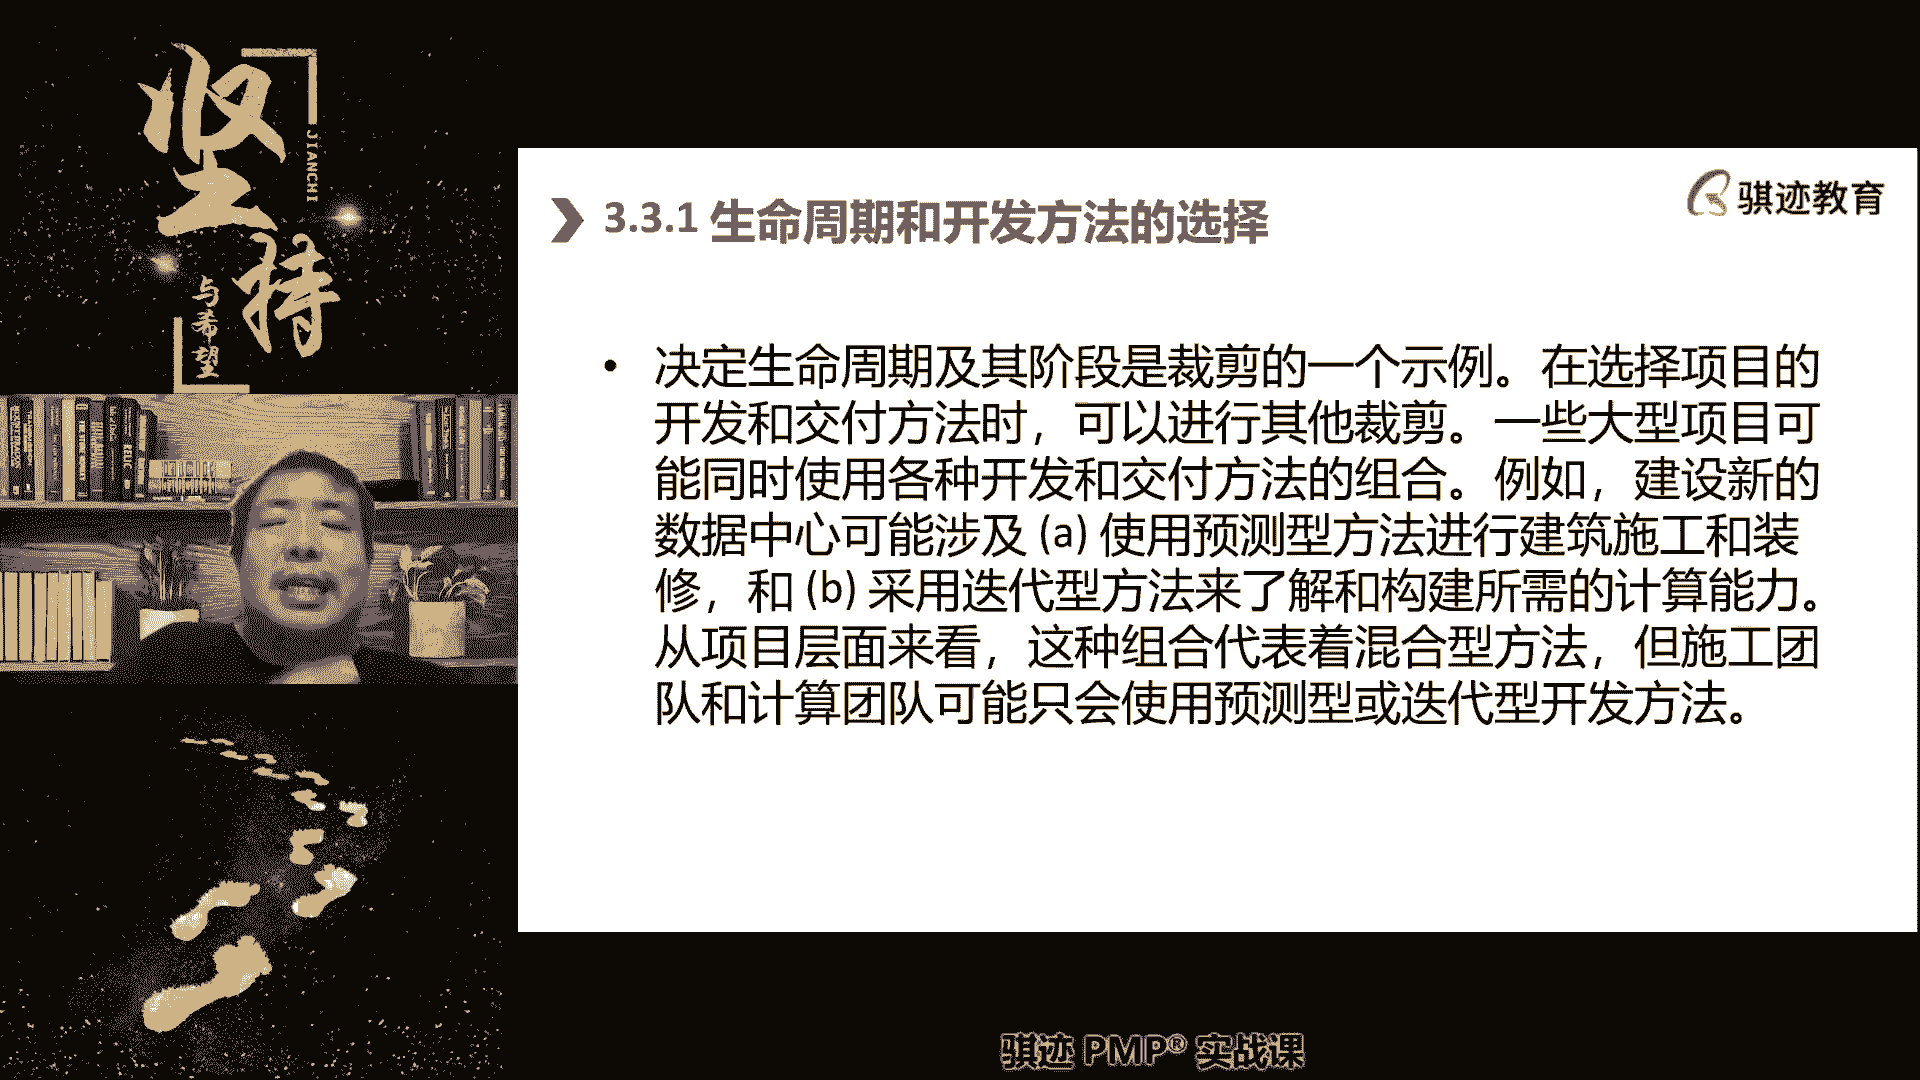 坚持
JIANCHI
与希望
骐迹教育
3.3.1 生命周期和开发方法的选择
• 决定生命周期及其阶段是裁剪的一个示例。在选择项目的
开发和交付方法时，可以进行其他裁剪。一些大型项目可
能同时使用各种开发和交付方法的组合。例如，建设新的
数据中心可能涉及 (a) 使用预测型方法进行建筑施工和装
修，和 (b) 采用迭代型方法来了解和构建所需的计算能力。
从项目层面来看，这种组合代表着混合型方法，但施工团
队和计算团队可能只会使用预测型或迭代型开发方法。
骐迹 PMP® 实战课